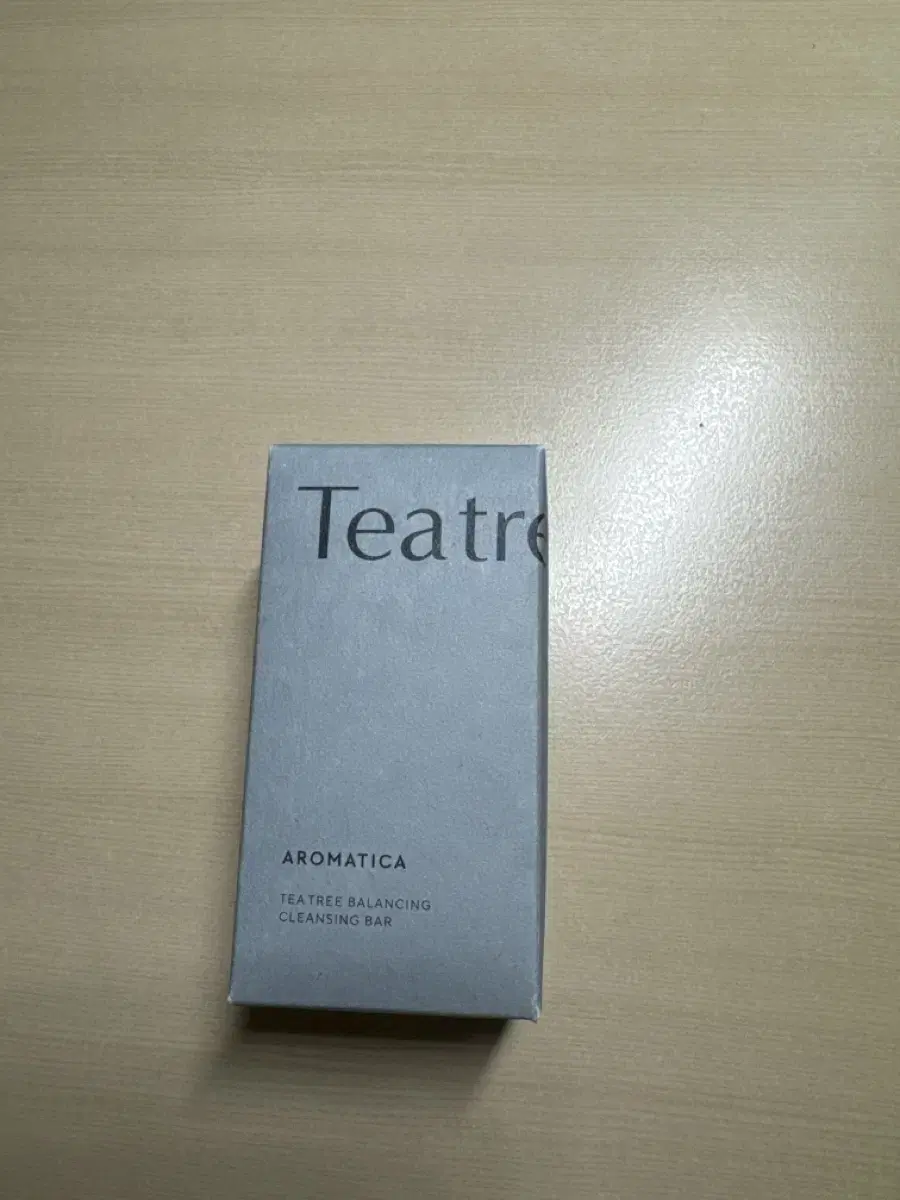 Teatre
AROMATICA
TEA TREE BALANCING
CLEANSING BAR